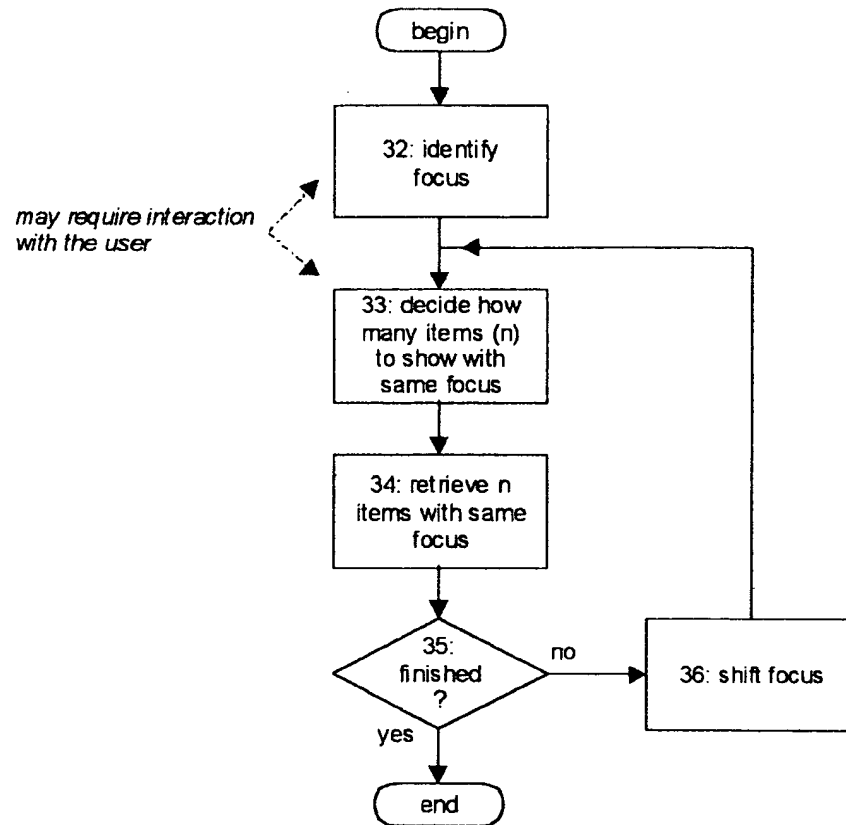 begin
32: identify
focus
may require interaction
with the user
33: decide how
many items (n)
to show with
same focus
34: retrieve n
items with same
focus
35:
finished
?
no
36: shift focus
yes
end